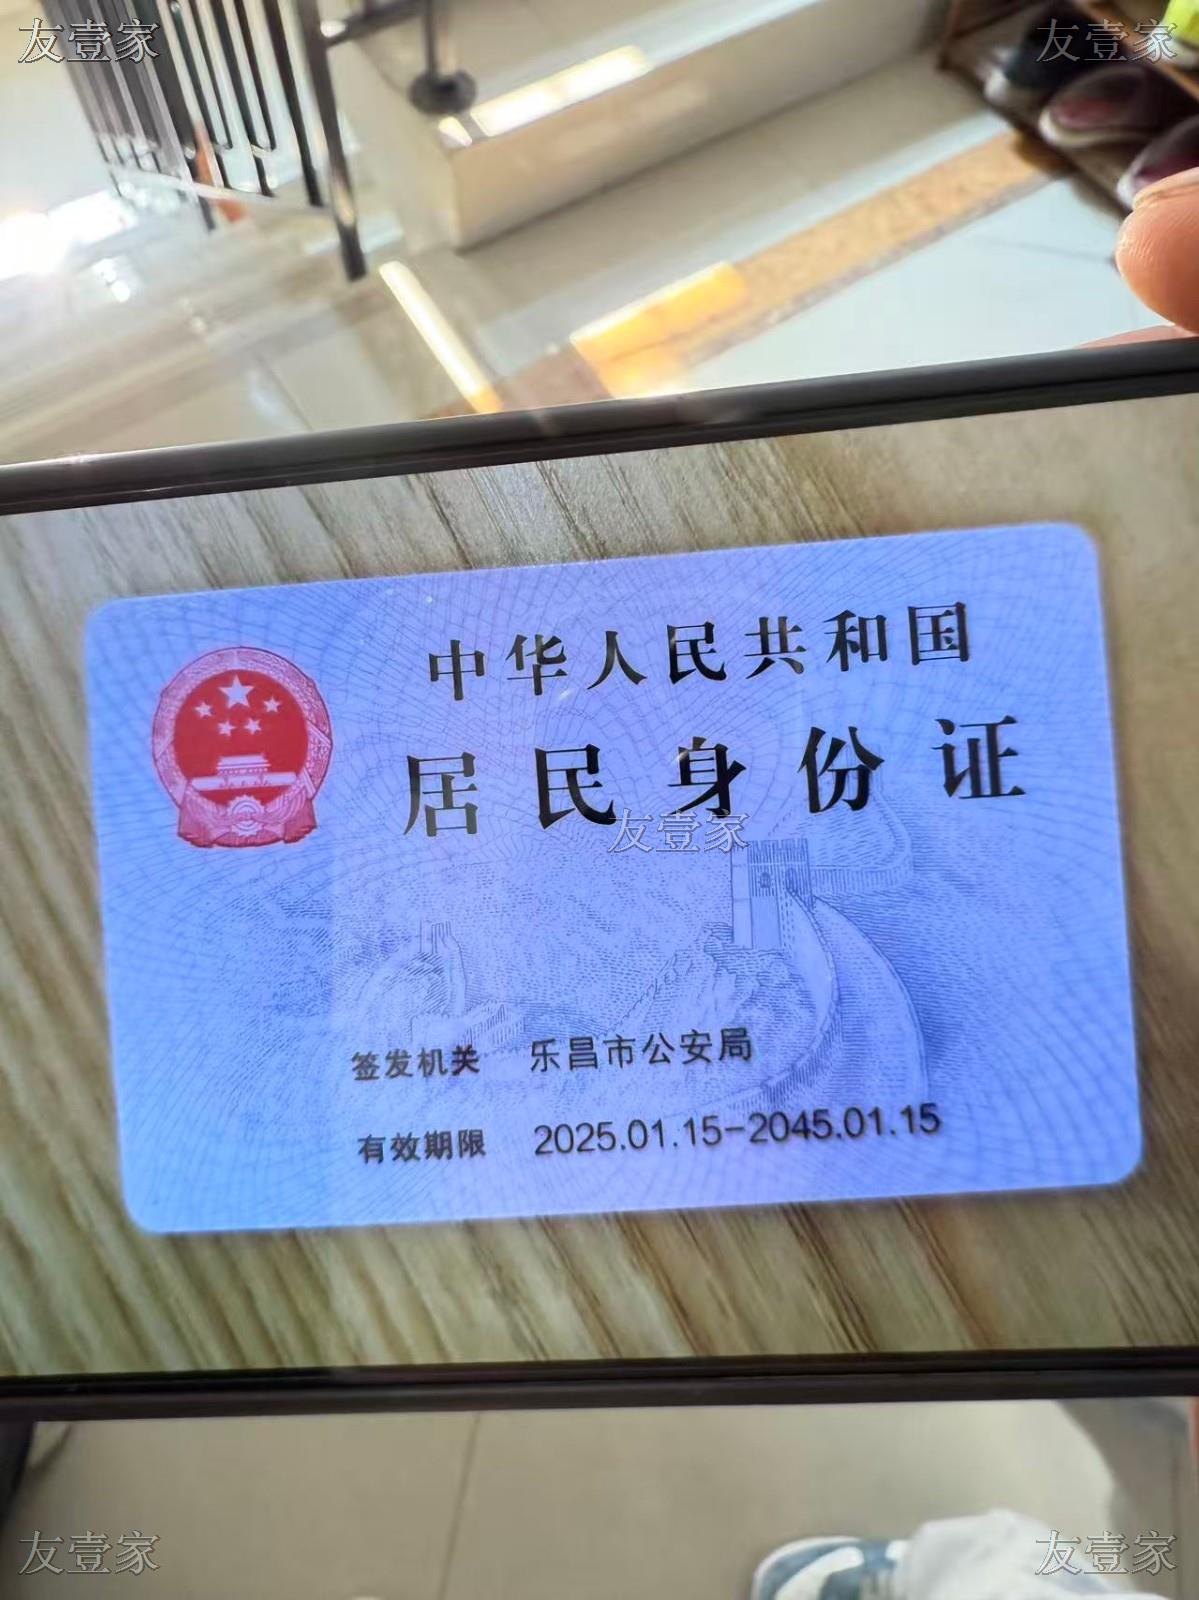 友壹家 友壹家
中华人民共和国
居民身份证
友壹家
签发机关 乐昌市公安局
有效期限 2025.01.15-2045.01.15
友壹家 友壹家